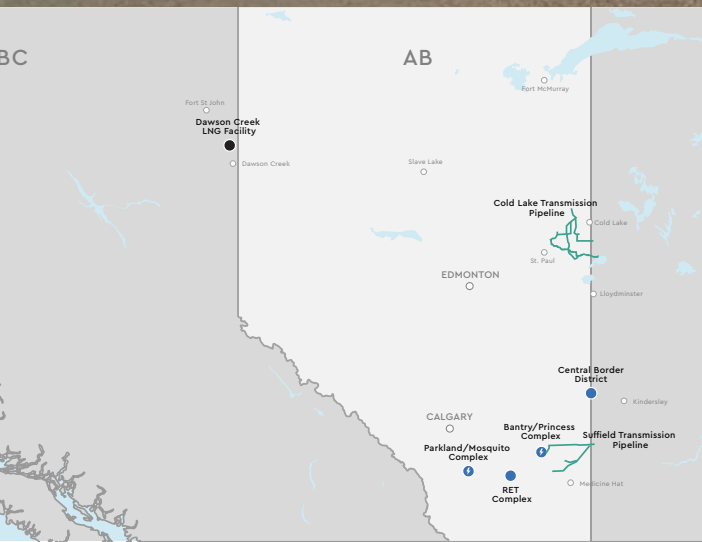 BC
AB
Fort McMurray
Fort St John
Dawson Creek
LNG Facility
Dawson Creek
Slave Lake
Cold Lake Transmission
Pipeline
Cold Lake
St. Paul
EDMONTON
Lloydminster
Central Border
District
Kindersley
CALGARY
Bantry/Princess
Complex
Suffield Transmission
Pipeline
Parkland/Mosquito
Complex
RET
Complex
Medicine Hat